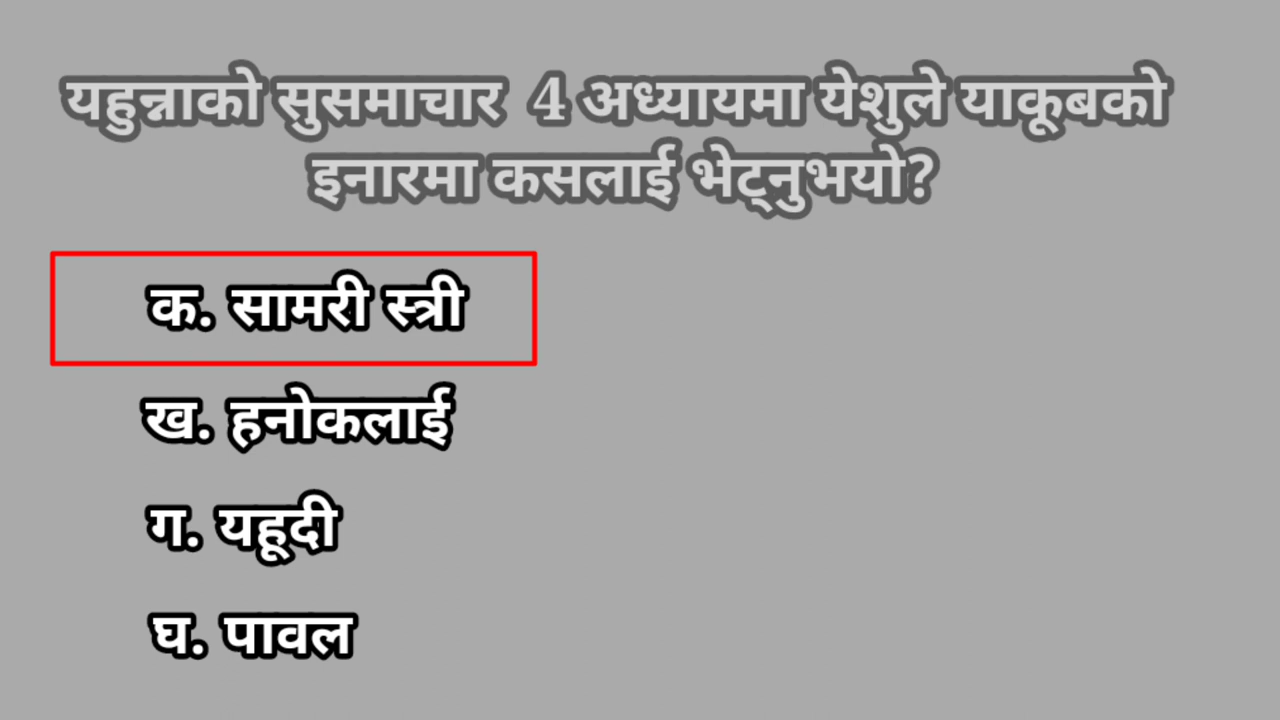 यहुन्नाको सुसमाचार 4 अध्यायमा येशुले याकूबको
इनारमा कसलाई भेट्नुभयो?
क. सामरी स्त्री
ख. हनोकलाई
ग. यहूदी
घ. पावल